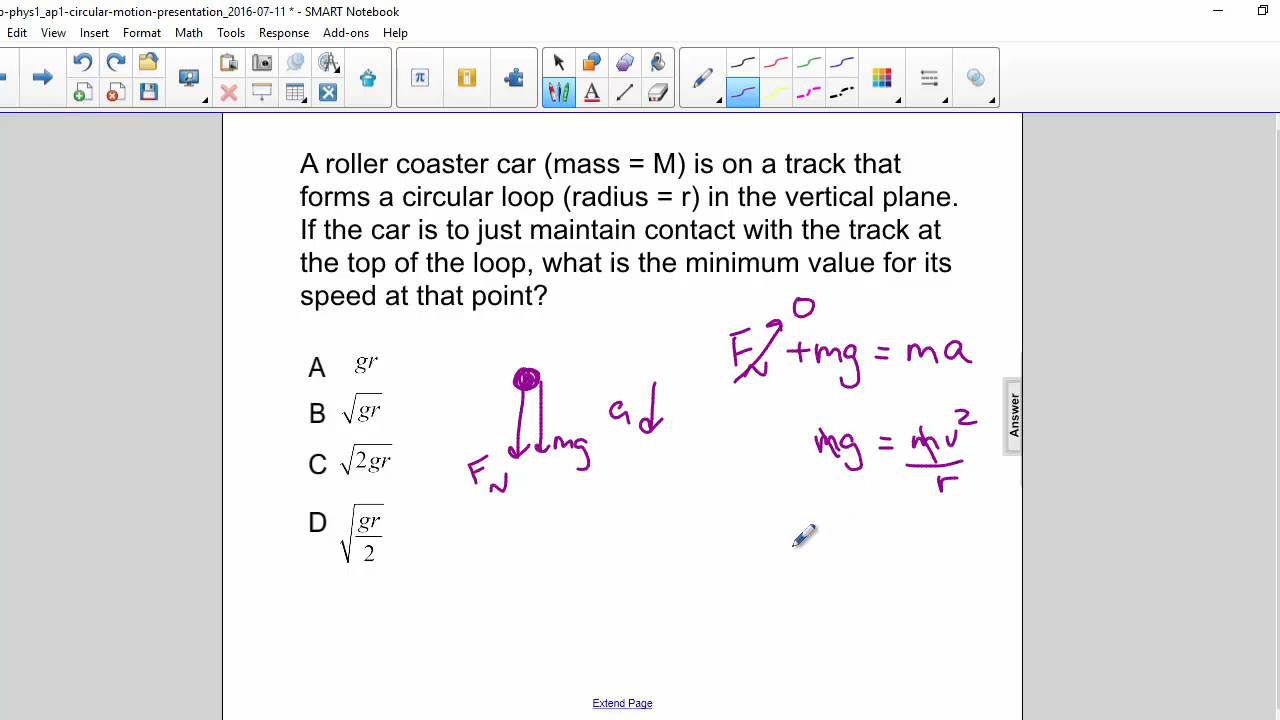 o-phys1_ap1-circular-motion-presentation_2016-07-11 * - SMART Notebook
Edit View Insert Format Math Tools Response Add-ons Help
A roller coaster car (mass = M) is on a track that
forms a circular loop (radius = r) in the vertical plane.
If the car is to just maintain contact with the track at
the top of the loop, what is the minimum value for its
speed at that point?
A gr
B √gr
C √2gr
D √gr/2
F_N mg
a
F_N 0 + mg = ma
mg = mv²/r
Answer
Extend Page